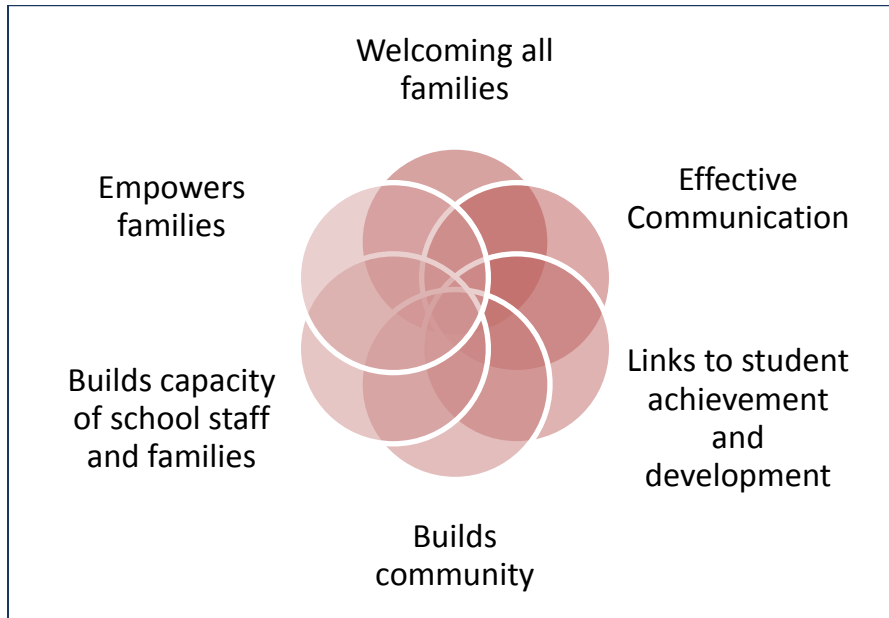 Welcoming all
families
Effective
Communication
Links to student
achievement
and
development
Builds
community
Builds capacity
of school staff
and families
Empowers
families